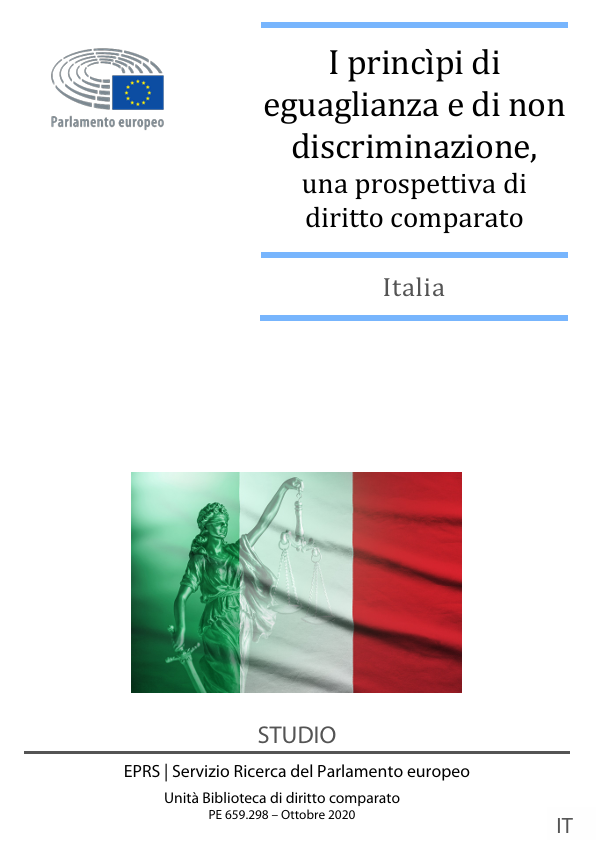 Parlamento europeo
I princìpi di
eguaglianza e di non
discriminazione,
una prospettiva di
diritto comparato
Italia
STUDIO
EPRS | Servizio Ricerca del Parlamento europeo
Unità Biblioteca di diritto comparato
PE 659.298 – Ottobre 2020
IT